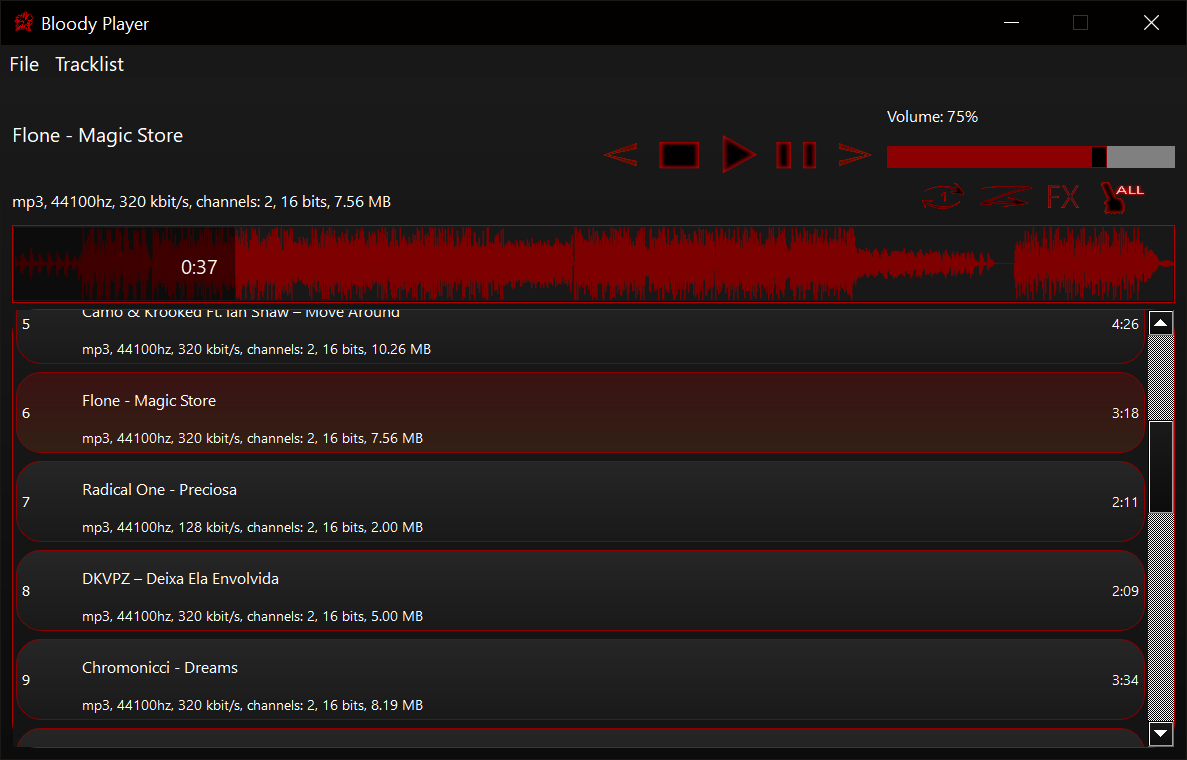 Bloody Player
File Tracklist
Volume: 75%
Flone - Magic Store
1 FX ALL
mp3, 44100hz, 320 kbit/s, channels: 2, 16 bits, 7.56 MB
0:37
5 Camo & Krooked Ft. Ian Shaw – Move Around 4:26
mp3, 44100hz, 320 kbit/s, channels: 2, 16 bits, 10.26 MB
Flone - Magic Store
6 3:18
mp3, 44100hz, 320 kbit/s, channels: 2, 16 bits, 7.56 MB
Radical One - Preciosa
7 2:11
mp3, 44100hz, 128 kbit/s, channels: 2, 16 bits, 2.00 MB
DKVPZ – Deixa Ela Envolvida
8 2:09
mp3, 44100hz, 320 kbit/s, channels: 2, 16 bits, 5.00 MB
Chromonicci - Dreams
9 3:34
mp3, 44100hz, 320 kbit/s, channels: 2, 16 bits, 8.19 MB